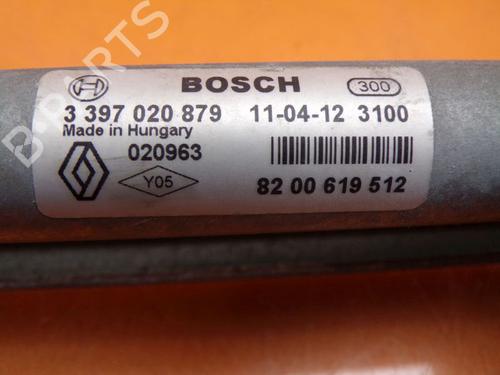 BOSCH 300
3 397 020 879 11-04-12 3100
Made in Hungary
020963
Y05 82 00 619 512
B-PARTS